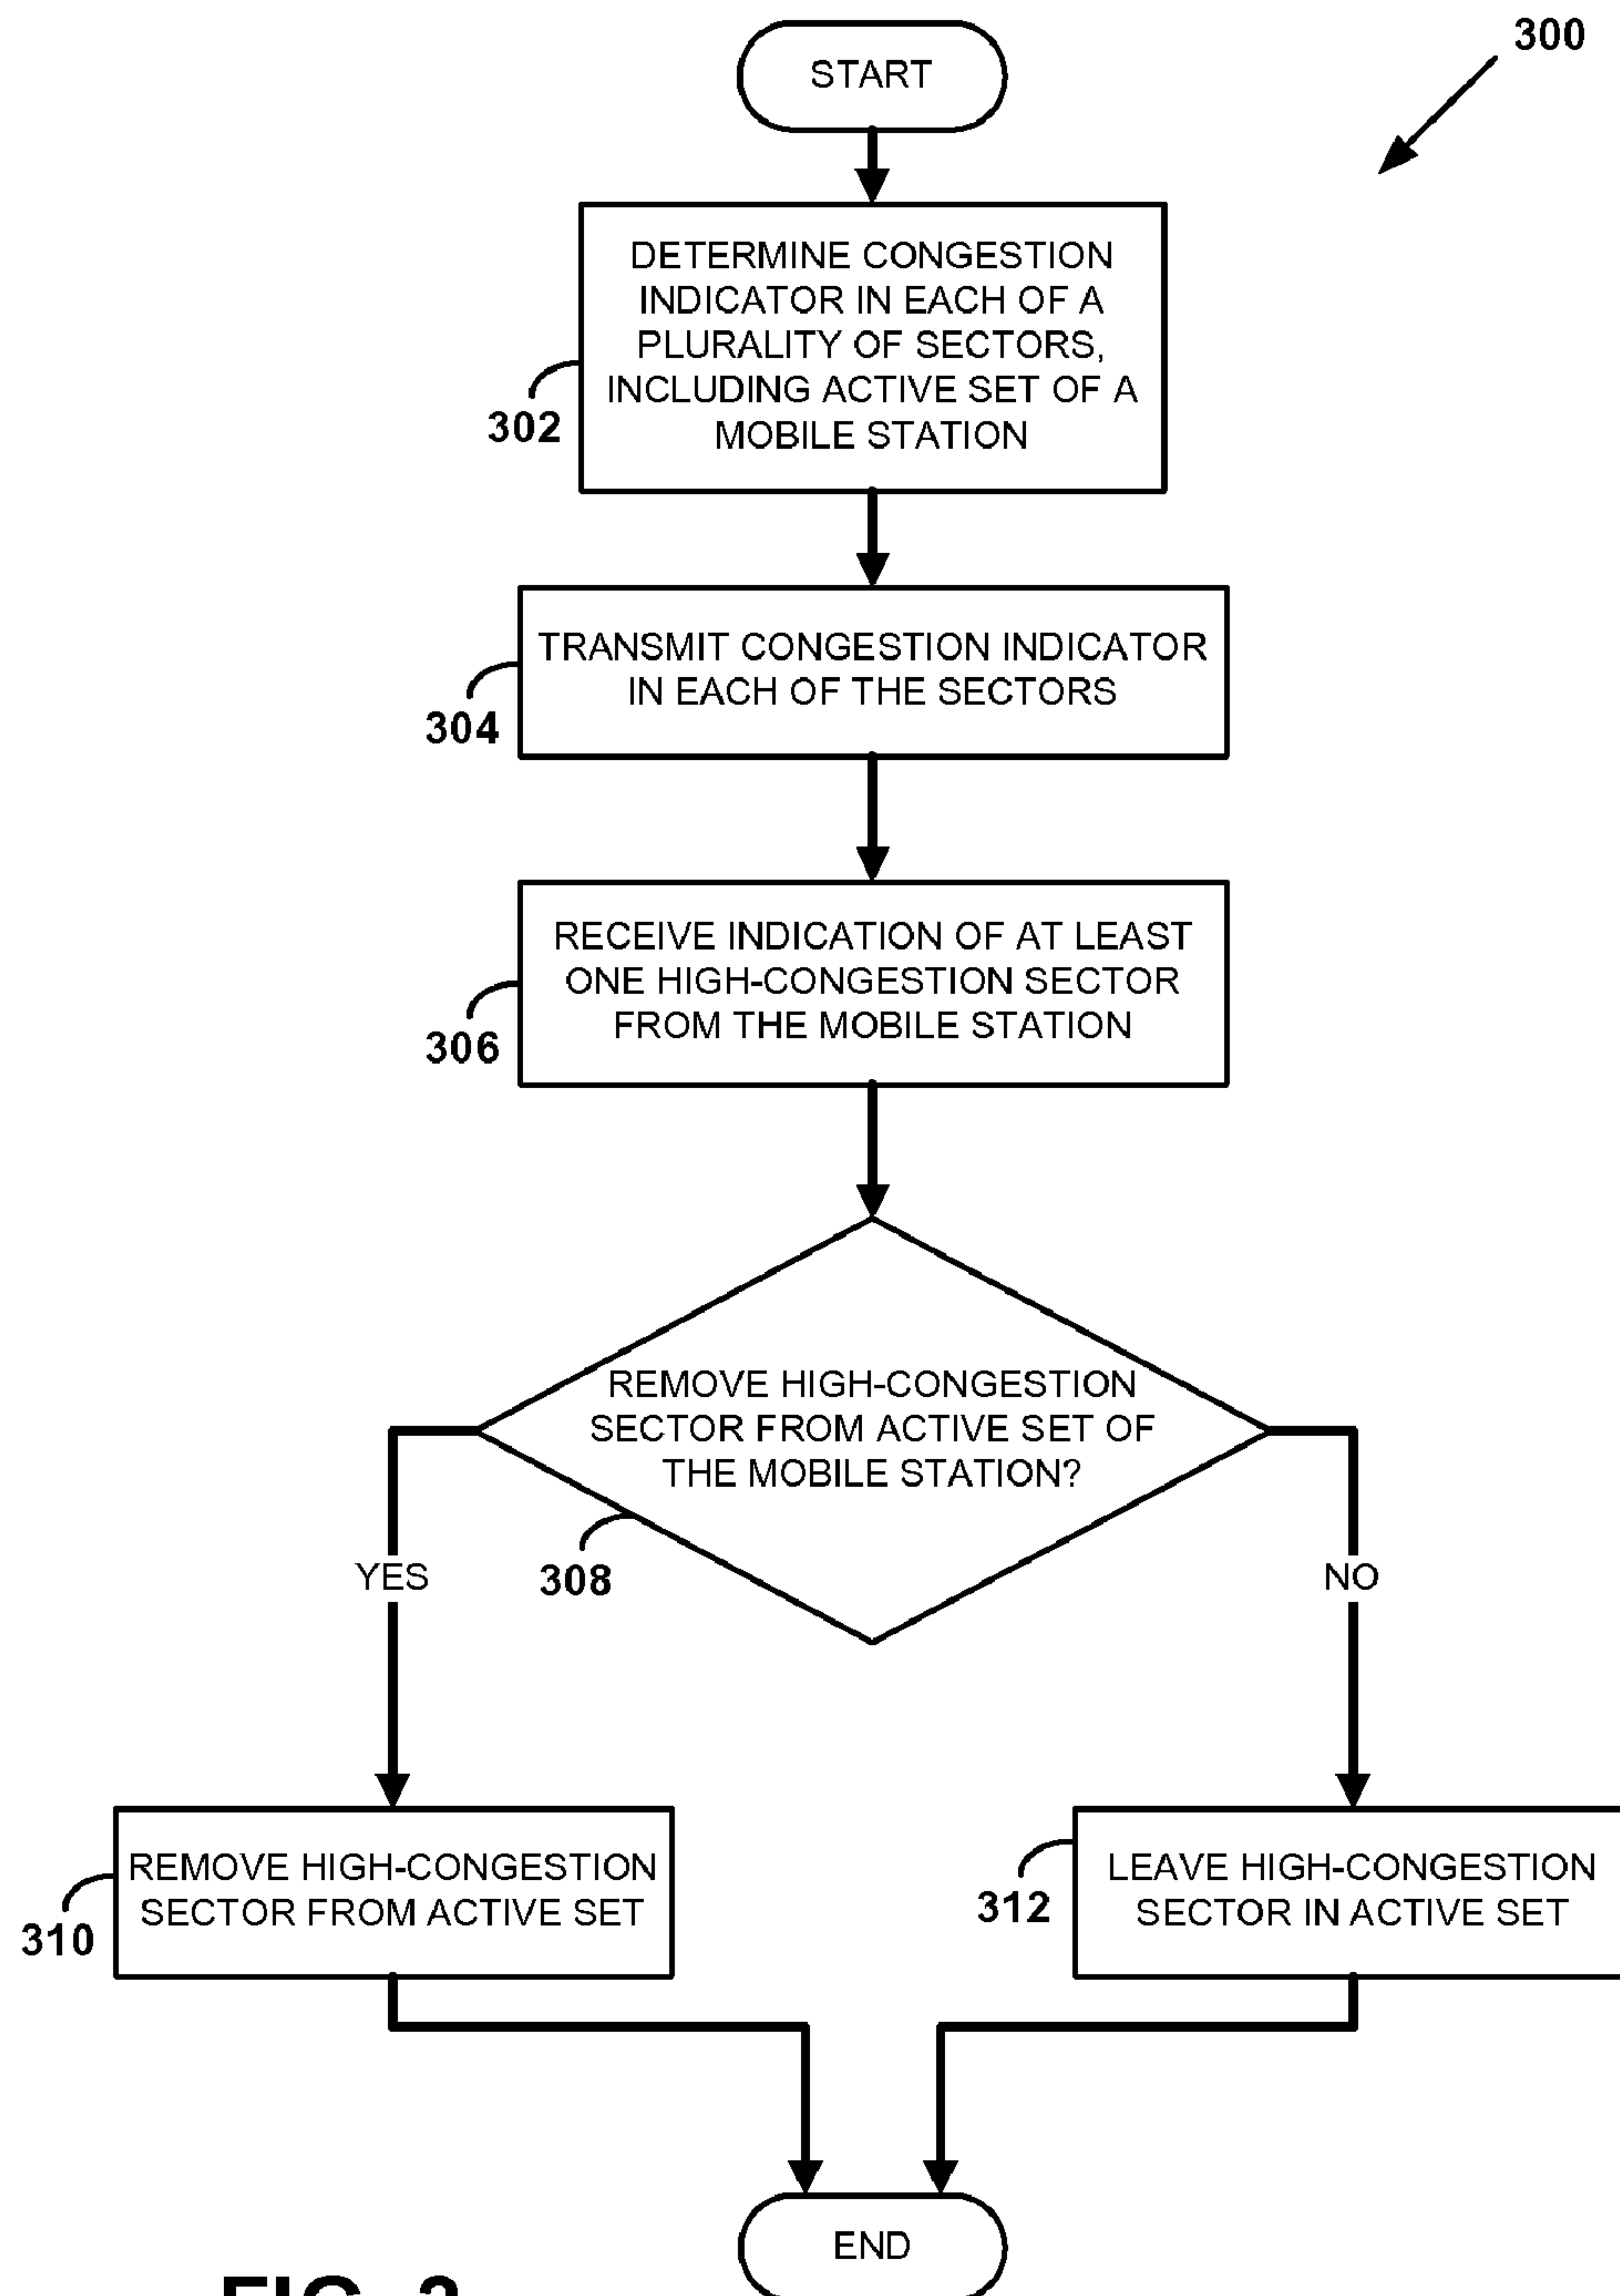 300
START
DETERMINE CONGESTION
INDICATOR IN EACH OF A
PLURALITY OF SECTORS,
INCLUDING ACTIVE SET OF A
MOBILE STATION
302
TRANSMIT CONGESTION INDICATOR
IN EACH OF THE SECTORS
304
RECEIVE INDICATION OF AT LEAST
ONE HIGH-CONGESTION SECTOR
FROM THE MOBILE STATION
306
REMOVE HIGH-CONGESTION
SECTOR FROM ACTIVE SET OF
THE MOBILE STATION?
308
YES
NO
REMOVE HIGH-CONGESTION
SECTOR FROM ACTIVE SET
310
LEAVE HIGH-CONGESTION
SECTOR IN ACTIVE SET
312
END
FIG.